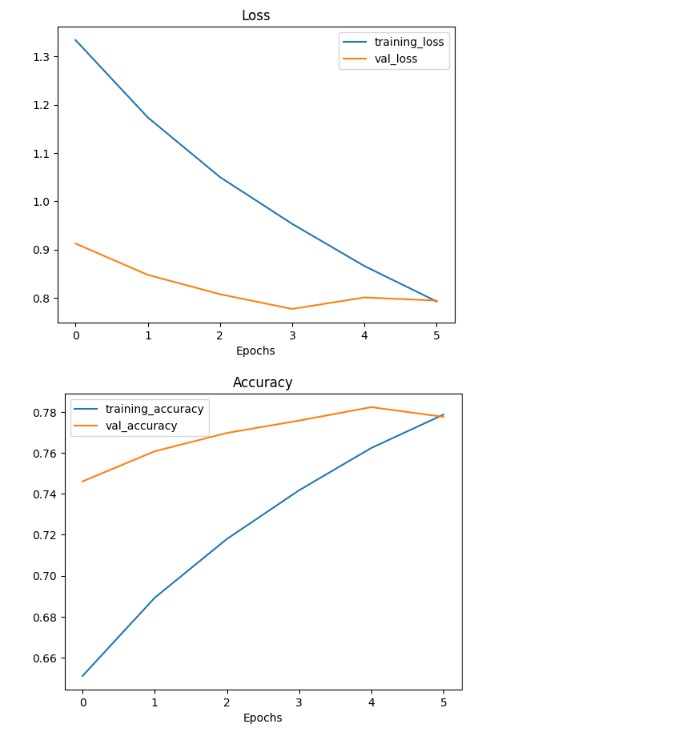 Loss
training_loss
val_loss
1.3
1.2
1.1
1.0
0.9
0.8
0 1 2 3 4 5
Epochs
Accuracy
training_accuracy
val_accuracy
0.78
0.76
0.74
0.72
0.70
0.68
0.66
0 1 2 3 4 5
Epochs